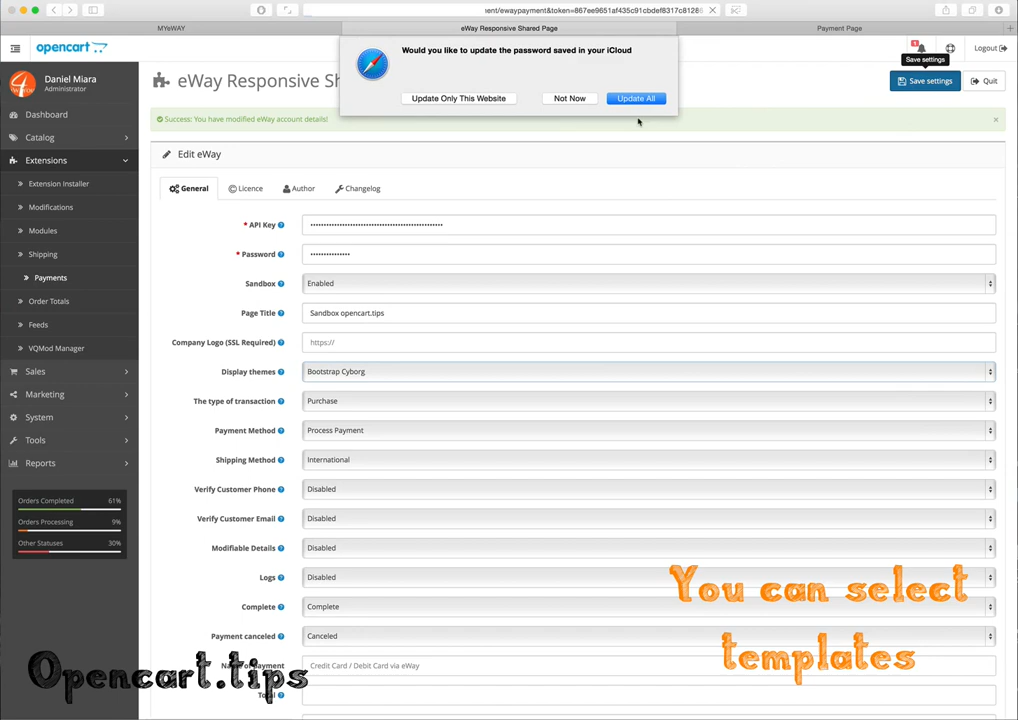 ent/ewaypayment&token=867ee9651af435c91cbdef8317c81286
MYeWAY
eWay Responsive Shared Page
Payment Page
Would you like to update the password saved in your iCloud
Update Only This Website
Not Now
Update All
opencart
1
Logout
Save settings
Daniel Miara
Administrator
eWay Responsive Sh
Save settings
Quit
Success: You have modified eWay account details!
Dashboard
Catalog
Extensions
Extension Installer
Modifications
Modules
Shipping
Payments
Order Totals
Feeds
VQMod Manager
Sales
Marketing
System
Tools
Reports
Orders Completed 61%
Orders Processing 9%
Other Statuses 30%
Edit eWay
General
Licence
Author
Changelog
* API Key
* Password
Sandbox Enabled
Page Title Sandbox opencart.tips
Company Logo (SSL Required) https://
Display themes Bootstrap Cyborg
The type of transaction Purchase
Payment Method Process Payment
Shipping Method International
Verify Customer Phone Disabled
Verify Customer Email Disabled
Modifiable Details Disabled
Logs Disabled
Complete Complete
Payment canceled Canceled
Credit Card / Debit Card via eWay
You can select
templates
Opencart.tips